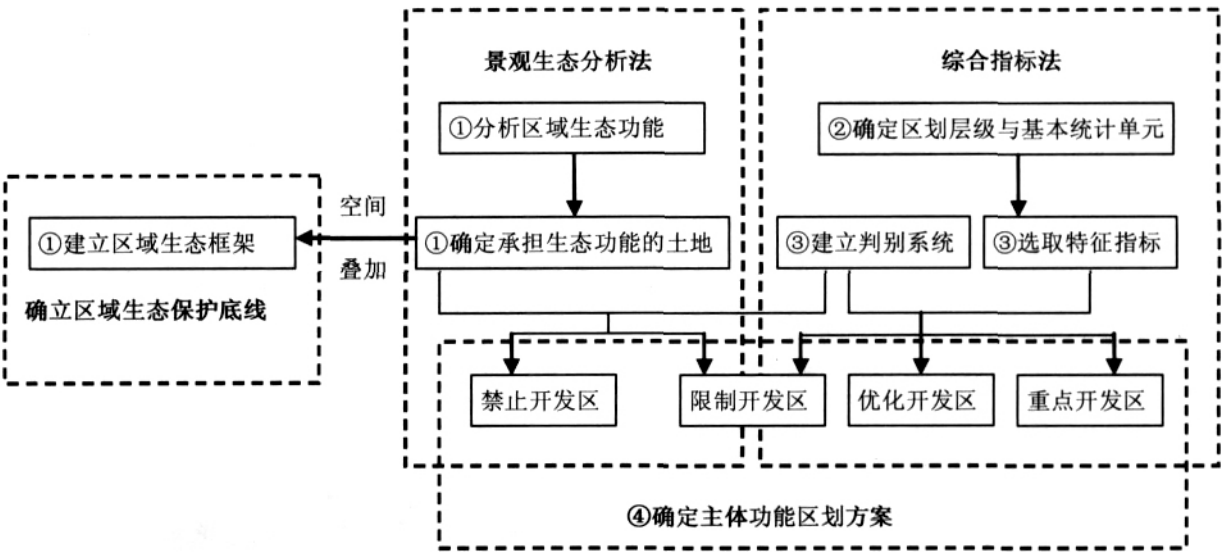 景观生态分析法
综合指标法
①分析区域生态功能
②确定区划层级与基本统计单元
空间
①建立区域生态框架
①确定承担生态功能的土地
③建立判别系统
③选取特征指标
叠加
确立区域生态保护底线
禁止开发区
限制开发区
优化开发区
重点开发区
④确定主体功能区划方案